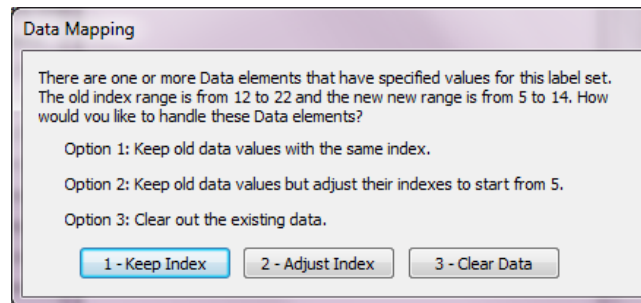 Data Mapping
There are one or more Data elements that have specified values for this label set.
The old index range is from 12 to 22 and the new new range is from 5 to 14. How
would you like to handle these Data elements?
Option 1: Keep old data values with the same index.
Option 2: Keep old data values but adjust their indexes to start from 5.
Option 3: Clear out the existing data.
1 - Keep Index 2 - Adjust Index 3 - Clear Data